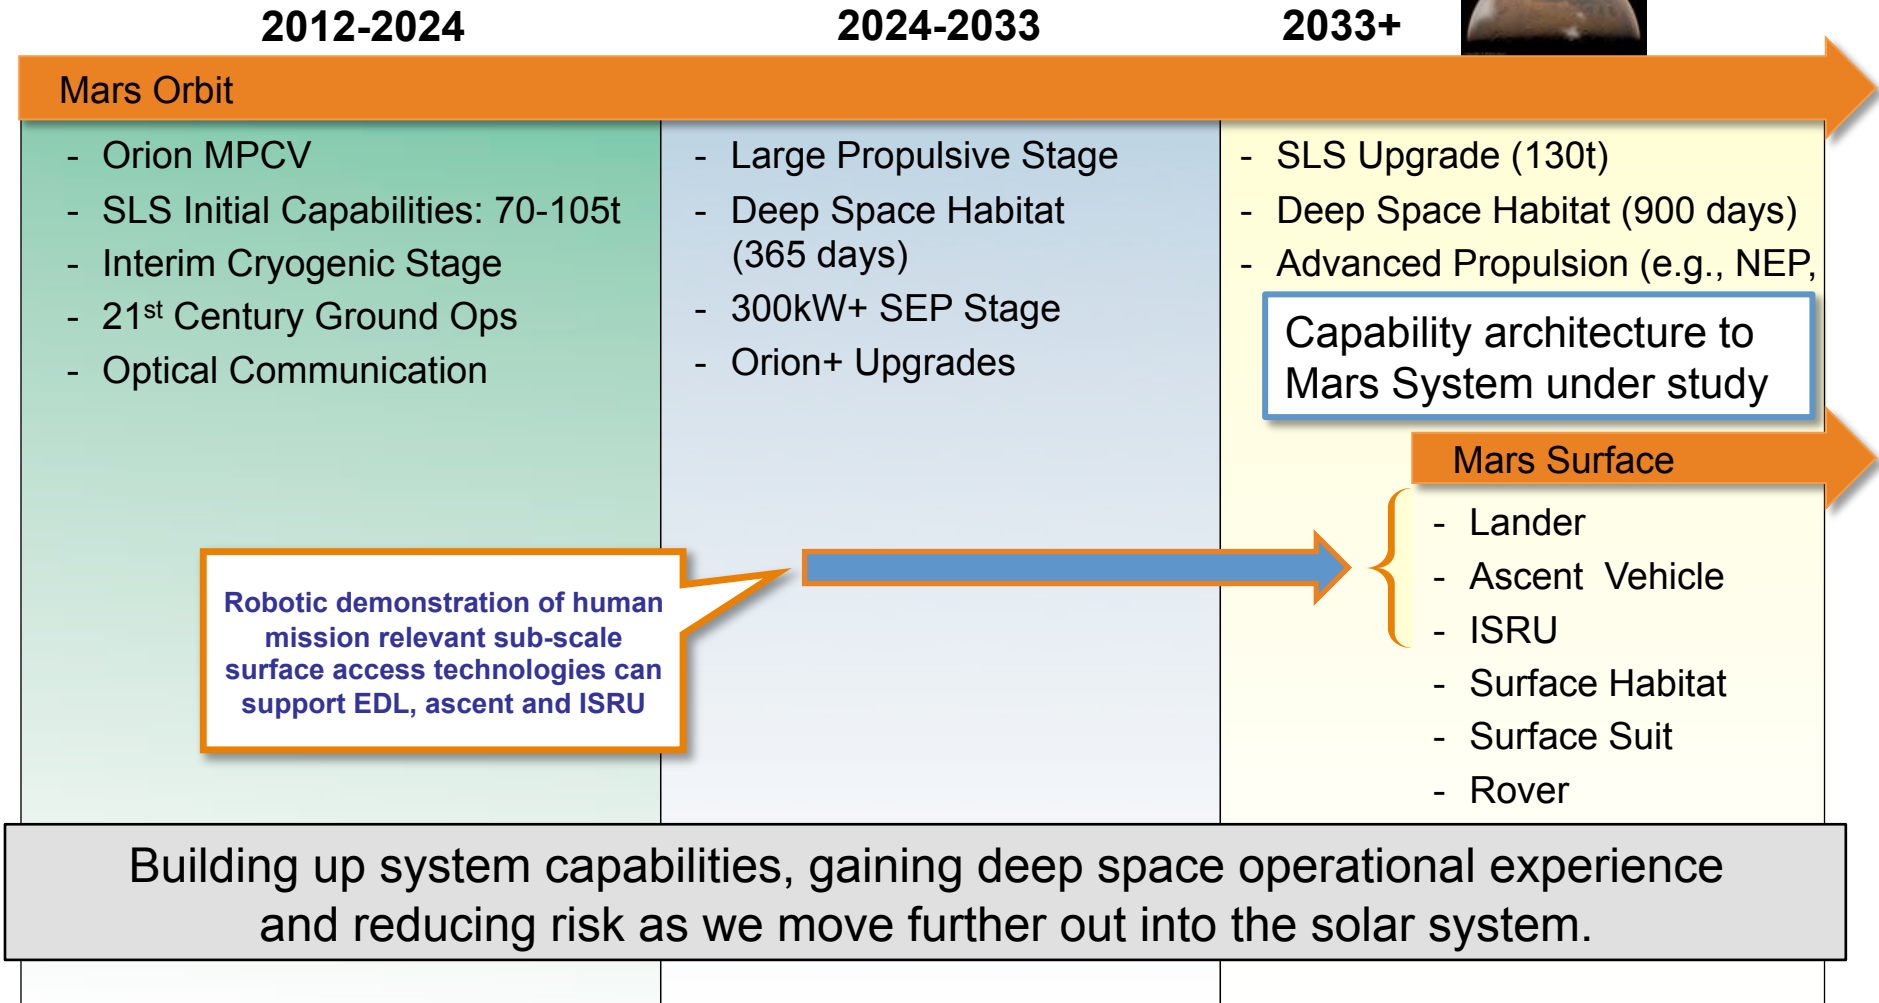 2012-2024
2024-2033
2033+
Mars Orbit
- Orion MPCV
- SLS Initial Capabilities: 70-105t
- Interim Cryogenic Stage
- 21st Century Ground Ops
- Optical Communication
- Large Propulsive Stage
- Deep Space Habitat
(365 days)
- 300kW+ SEP Stage
- Orion+ Upgrades
- SLS Upgrade (130t)
- Deep Space Habitat (900 days)
- Advanced Propulsion (e.g., NEP,
Capability architecture to
Mars System under study
Mars Surface
- Lander
- Ascent Vehicle
- ISRU
- Surface Habitat
- Surface Suit
- Rover
Robotic demonstration of human
mission relevant sub-scale
surface access technologies can
support EDL, ascent and ISRU
Building up system capabilities, gaining deep space operational experience
and reducing risk as we move further out into the solar system.